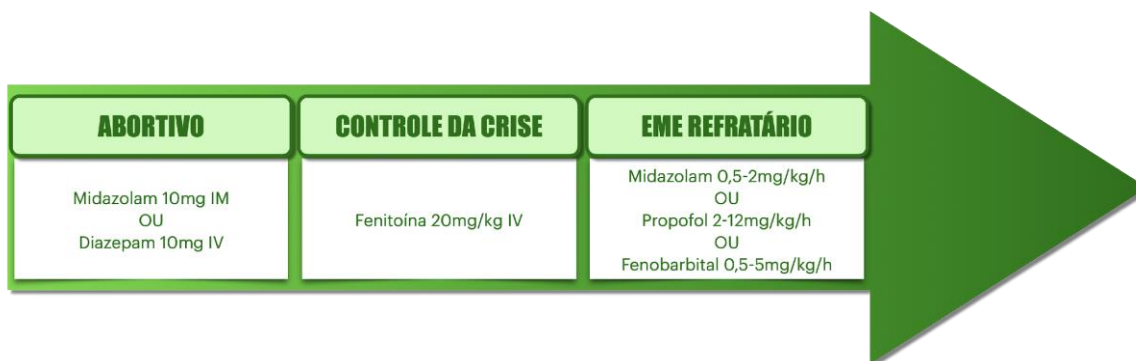 ABORTIVO
Midazolam 10mg IM
OU
Diazepam 10mg IV
CONTROLE DA CRISE
Fenitoína 20mg/kg IV
EME REFRATÁRIO
Midazolam 0,5-2mg/kg/h
OU
Propofol 2-12mg/kg/h
OU
Fenobarbital 0,5-5mg/kg/h